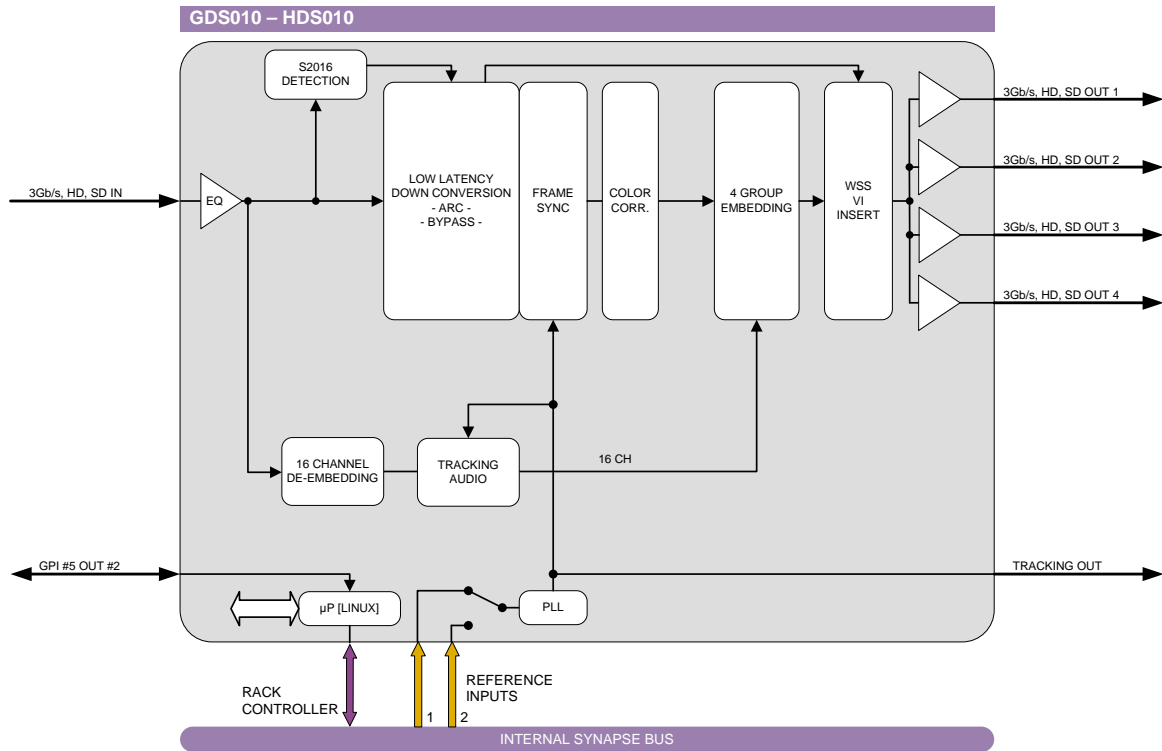 GDS010 – HDS010
S2016
DETECTION
3Gb/s, HD, SD IN
EQ
LOW LATENCY
DOWN CONVERSION
- ARC -
- BYPASS -
FRAME
SYNC
COLOR
CORR.
4 GROUP
EMBEDDING
WSS
VI
INSERT
3Gb/s, HD, SD OUT 1
3Gb/s, HD, SD OUT 2
3Gb/s, HD, SD OUT 3
3Gb/s, HD, SD OUT 4
16 CHANNEL
DE-EMBEDDING
TRACKING
AUDIO
16 CH
GPI #5 OUT #2
TRACKING OUT
µP [LINUX]
PLL
RACK
CONTROLLER
REFERENCE
INPUTS
1
2
INTERNAL SYNAPSE BUS